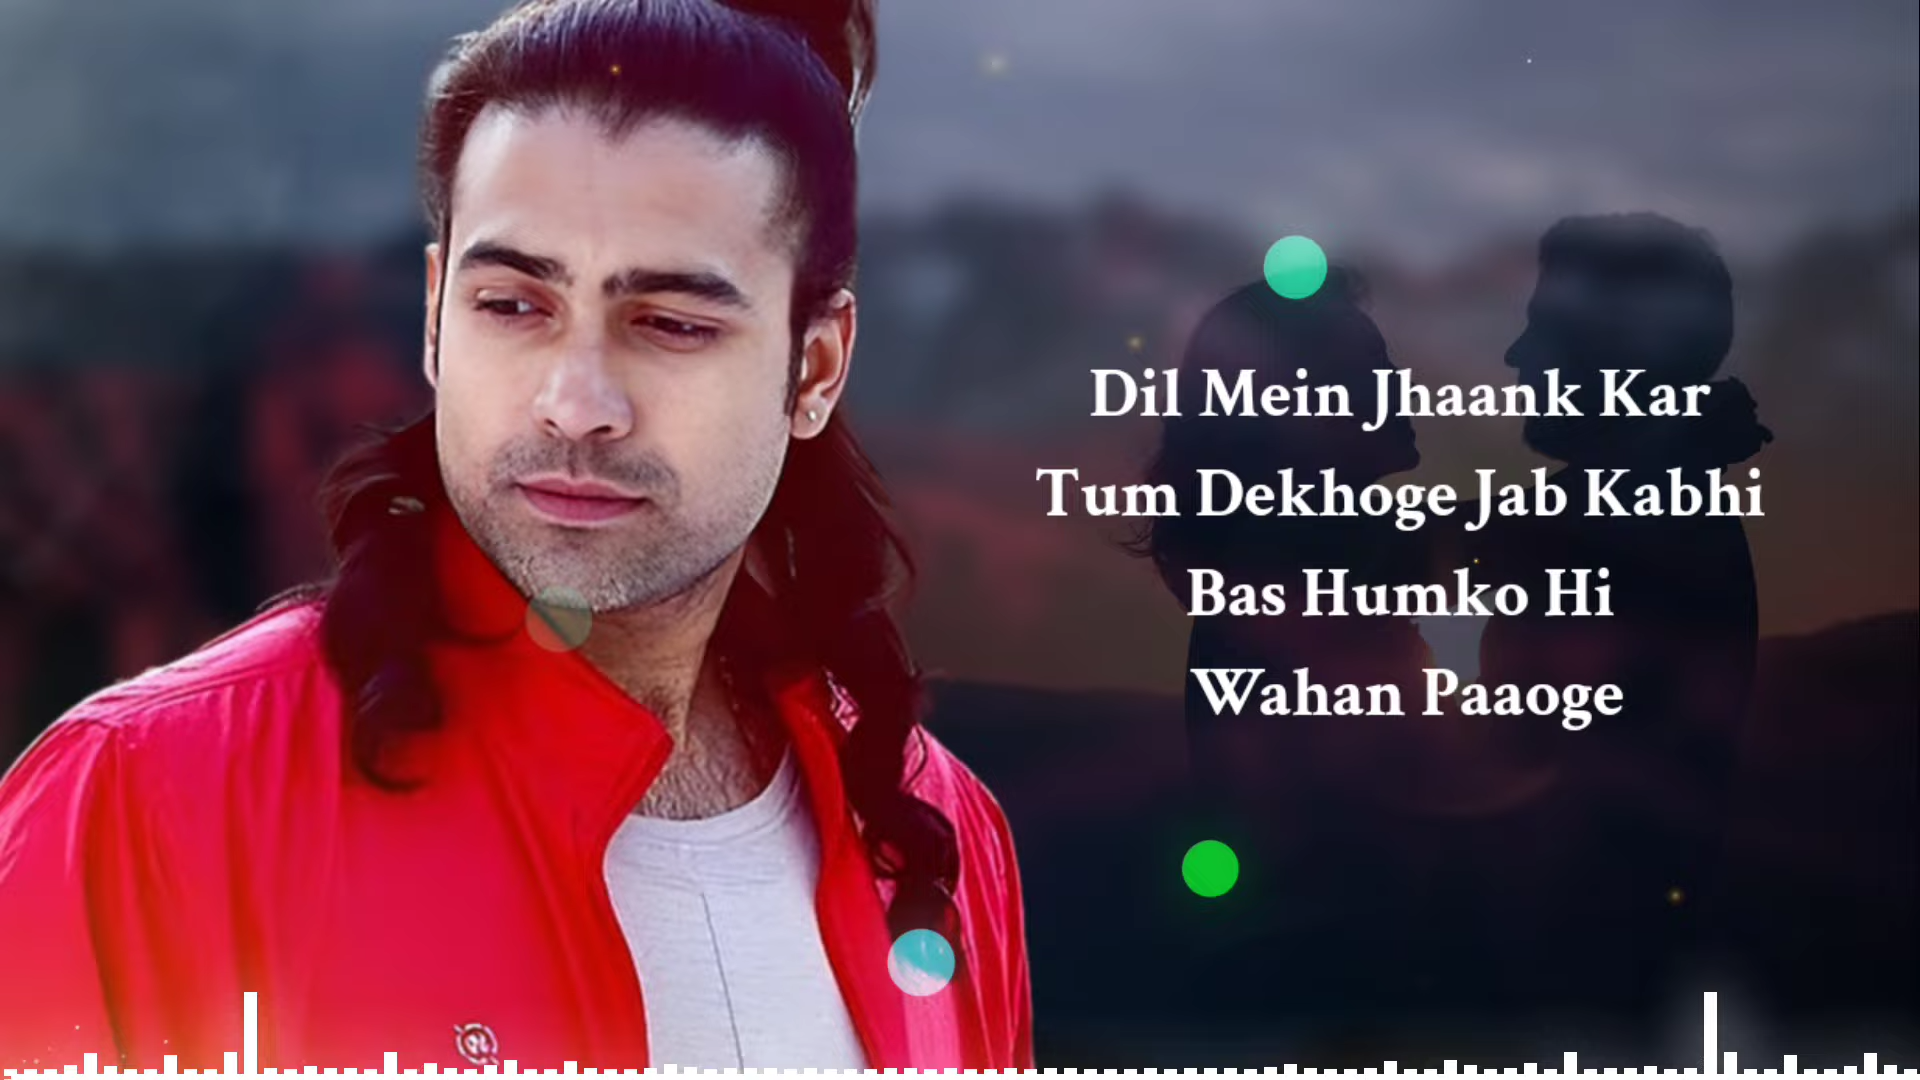 Dil Mein Jhaank Kar
Tum Dekhoge Jab Kabhi
Bas Humko Hi
Wahan Paaoge